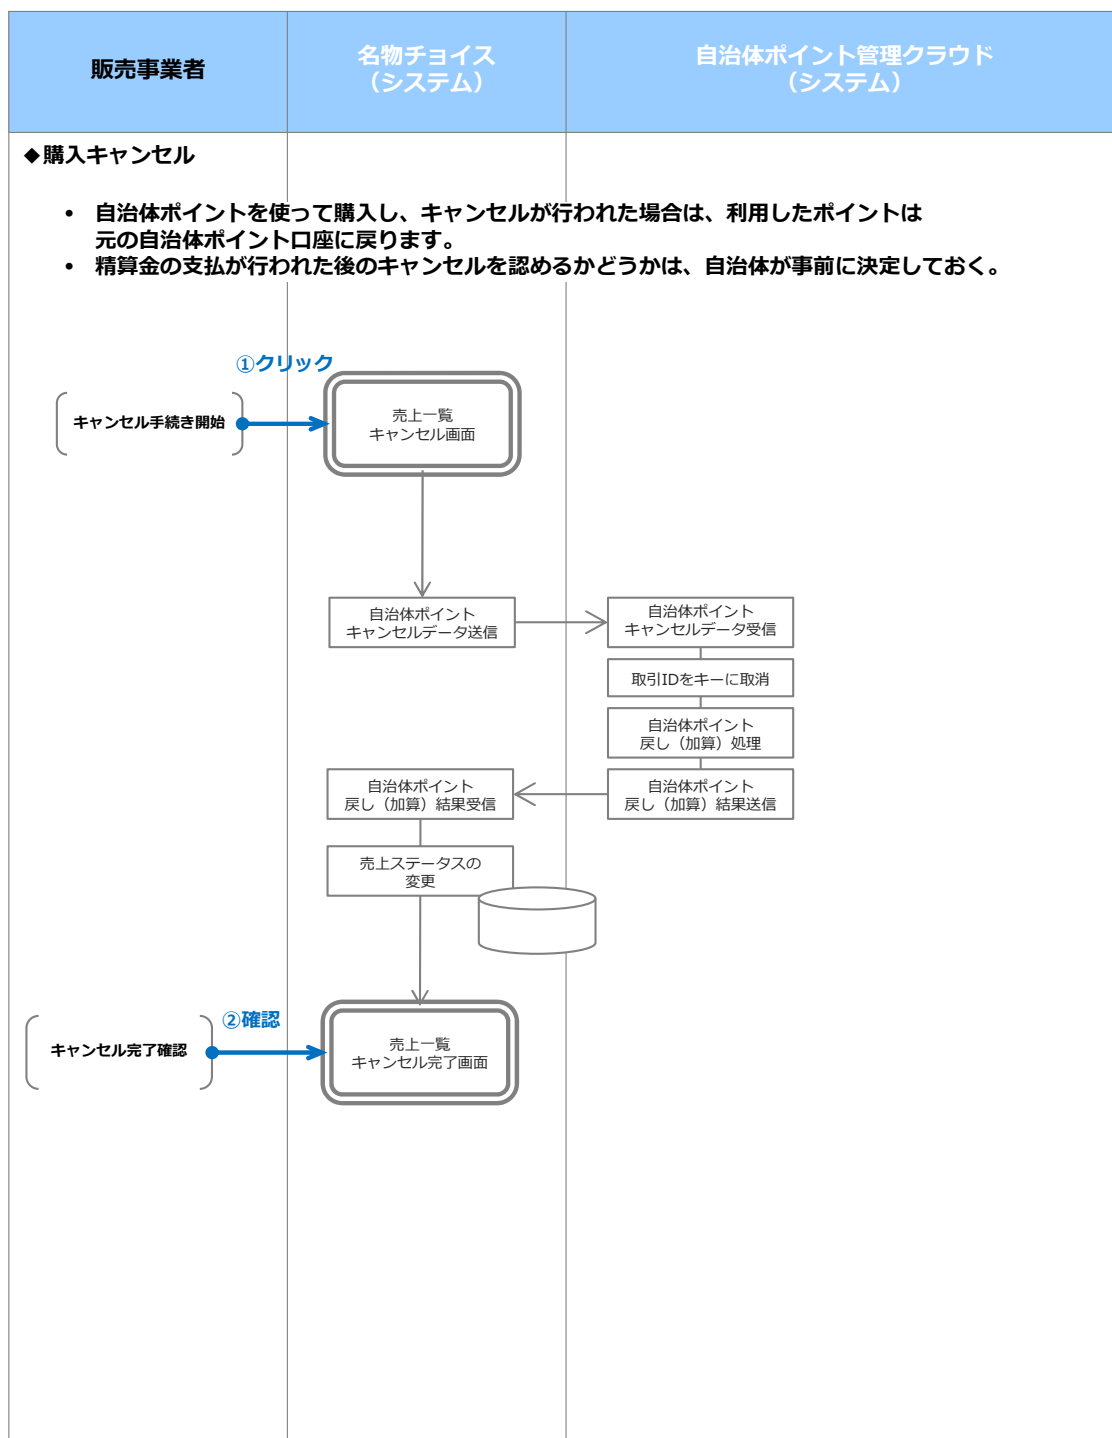 販売事業者
名物チョイス
（システム）
自治体ポイント管理クラウド
（システム）
◆購入キャンセル
• 自治体ポイントを使って購入し、キャンセルが行われた場合は、利用したポイントは
元の自治体ポイント口座に戻ります。
• 精算金の支払が行われた後のキャンセルを認めるかどうかは、自治体が事前に決定しておく。
①クリック
キャンセル手続き開始
売上一覧
キャンセル画面
自治体ポイント
キャンセルデータ送信
自治体ポイント
キャンセルデータ受信
取引IDをキーに取消
自治体ポイント
戻し（加算）処理
自治体ポイント
戻し（加算）結果受信
自治体ポイント
戻し（加算）結果送信
売上ステータスの
変更
②確認
キャンセル完了確認
売上一覧
キャンセル完了画面